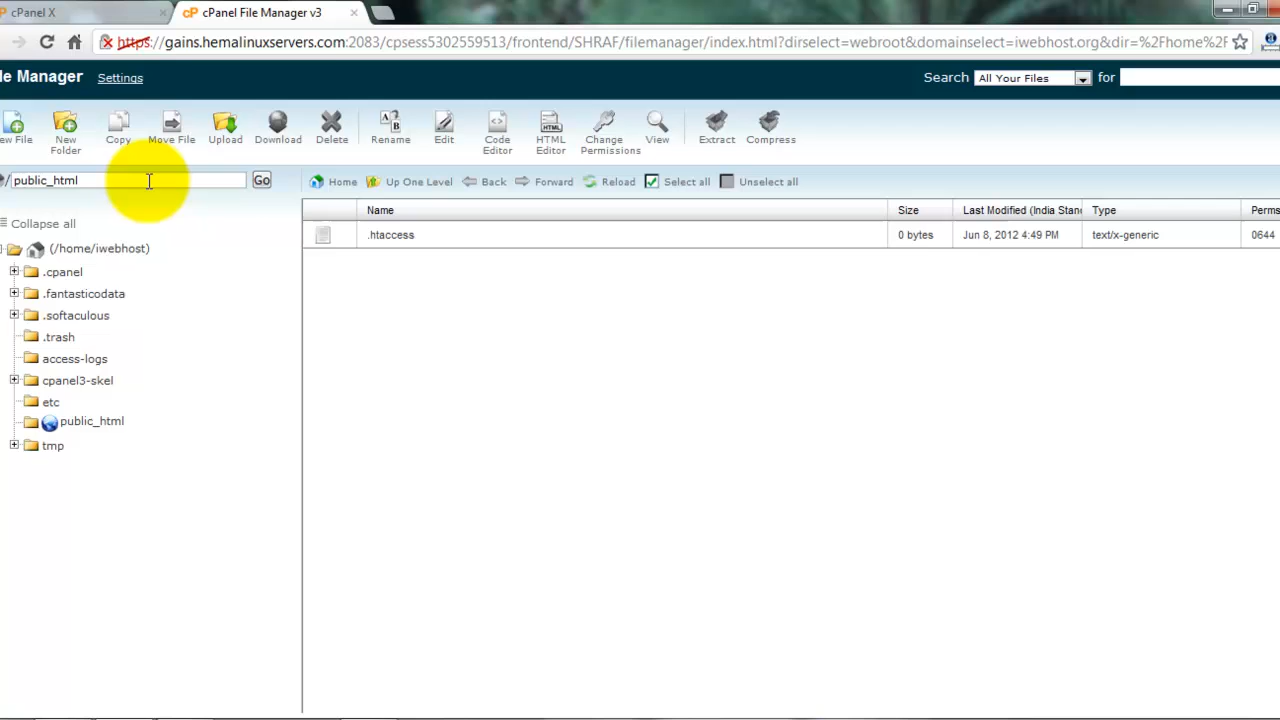 cPanel X
cPanel File Manager v3
https://gains.hemalinuxservers.com:2083/cpsess5302559513/frontend/SHRAF/filemanager/index.html?dirselect=webroot&domainselect=iwebhost.org&dir=%2Fhome%2F
le Manager Settings
Search All Your Files for
ew File
New Folder
Copy
Move File
Upload
Download
Delete
Rename
Edit
Code Editor
HTML Editor
Change Permissions
View
Extract
Compress
/public_html Go
Home Up One Level Back Forward Reload Select all Unselect all
Collapse all
(/home/iwebhost)
.cpanel
.fantasticodata
.softaculous
.trash
access-logs
cpanel3-skel
etc
public_html
tmp
Name Size Last Modified (India Stand Type Perms
.htaccess 0 bytes Jun 8, 2012 4:49 PM text/x-generic 0644